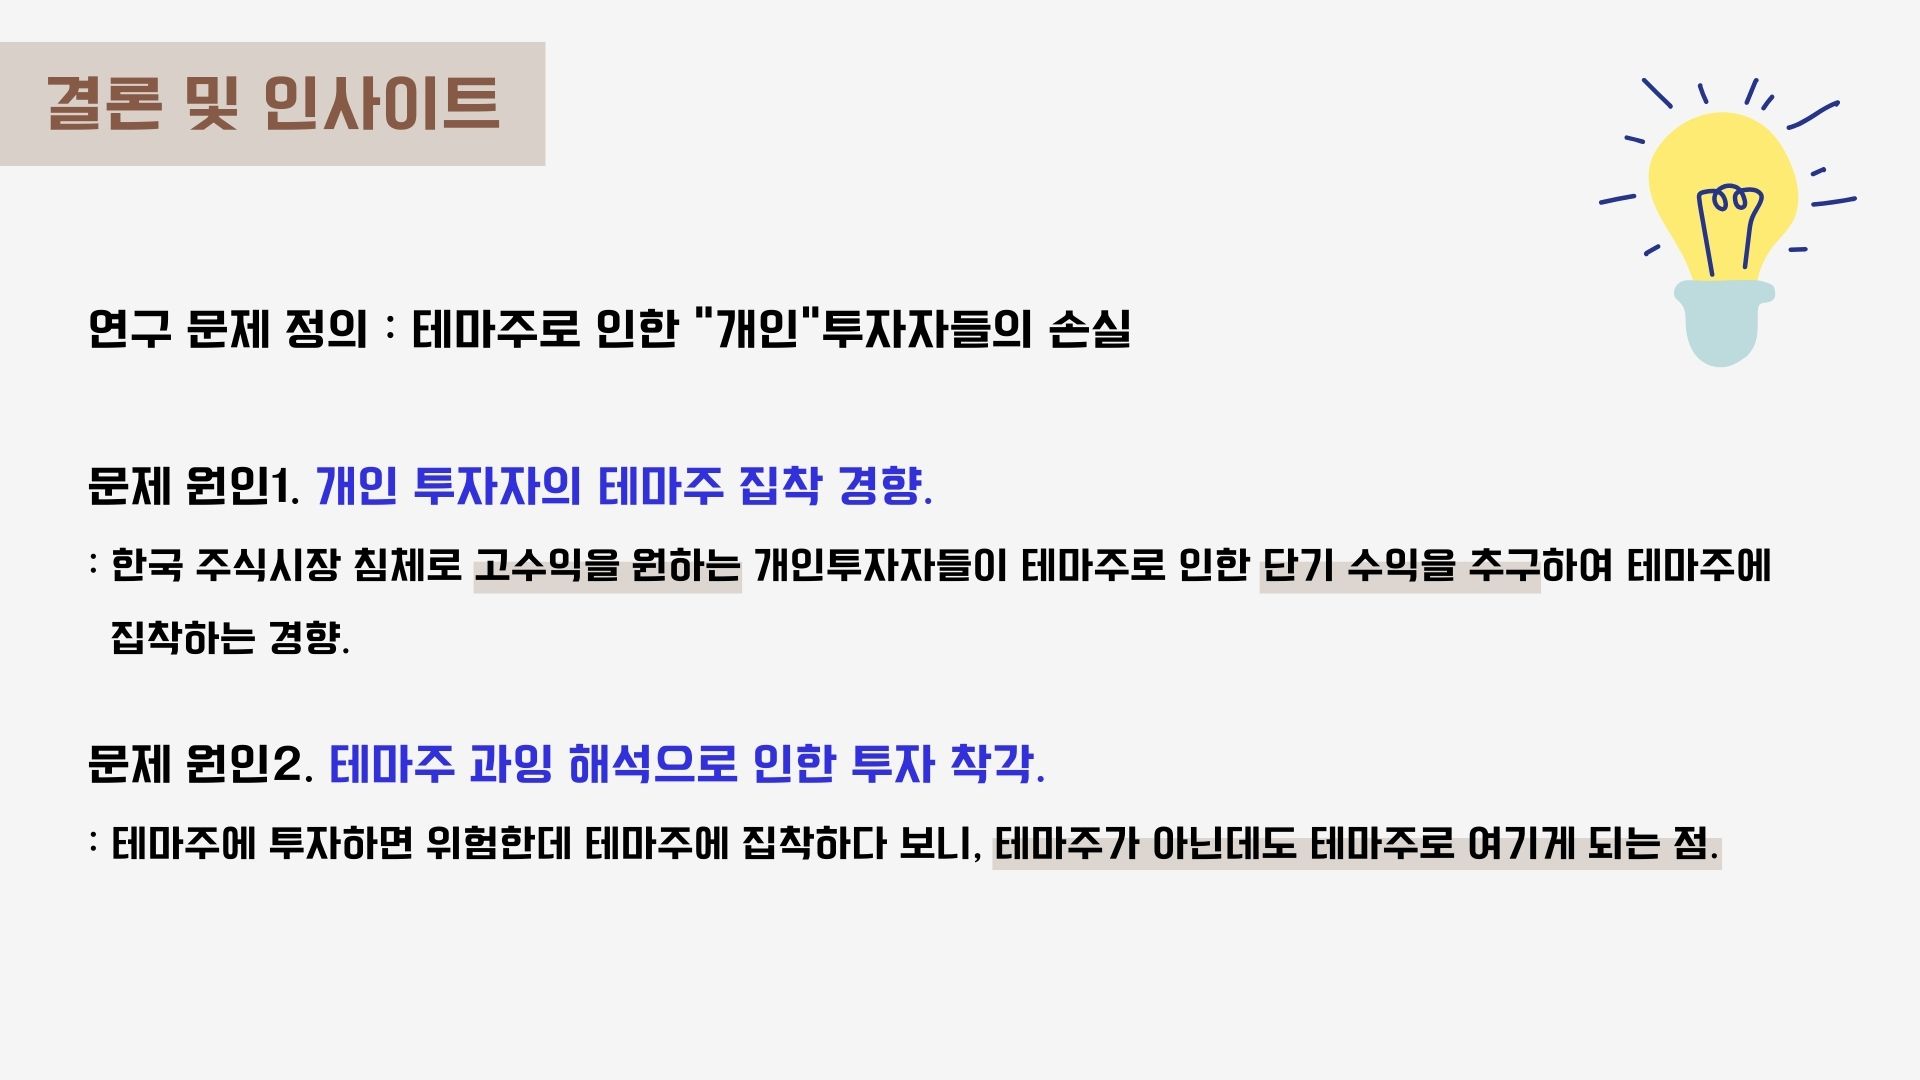 결론 및 인사이트
연구 문제 정의 : 테마주로 인한 "개인"투자자들의 손실
문제 원인1. 개인 투자자의 테마주 집착 경향.
: 한국 주식시장 침체로 고수익을 원하는 개인투자자들이 테마주로 인한 단기 수익을 추구하여 테마주에
집착하는 경향.
문제 원인2. 테마주 과잉 해석으로 인한 투자 착각.
: 테마주에 투자하면 위험한데 테마주에 집착하다 보니, 테마주가 아닌데도 테마주로 여기게 되는 점.